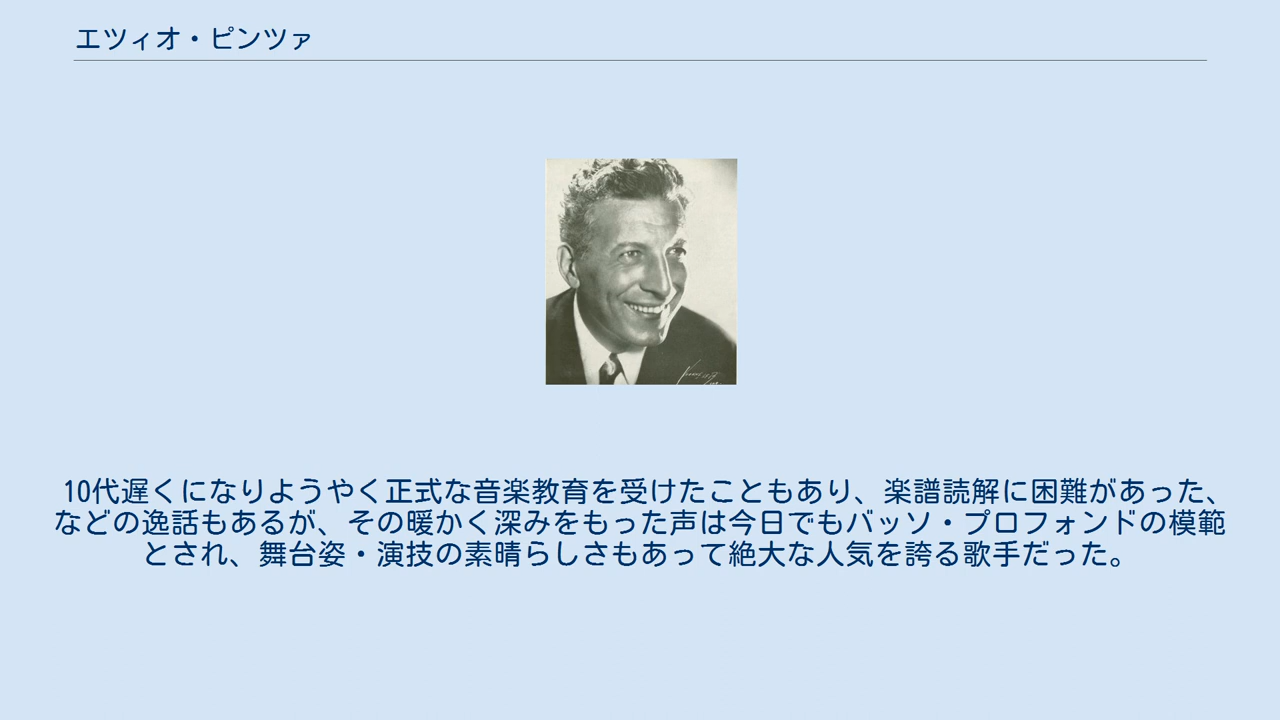 エツィオ・ピンツァ
10代遅くになりようやく正式な音楽教育を受けたこともあり、楽譜読解に困難があった、
などの逸話もあるが、その暖かく深みをもった声は今日でもバッソ・プロフォンドの模範
とされ、舞台姿・演技の素晴らしさもあって絶大な人気を誇る歌手だった。